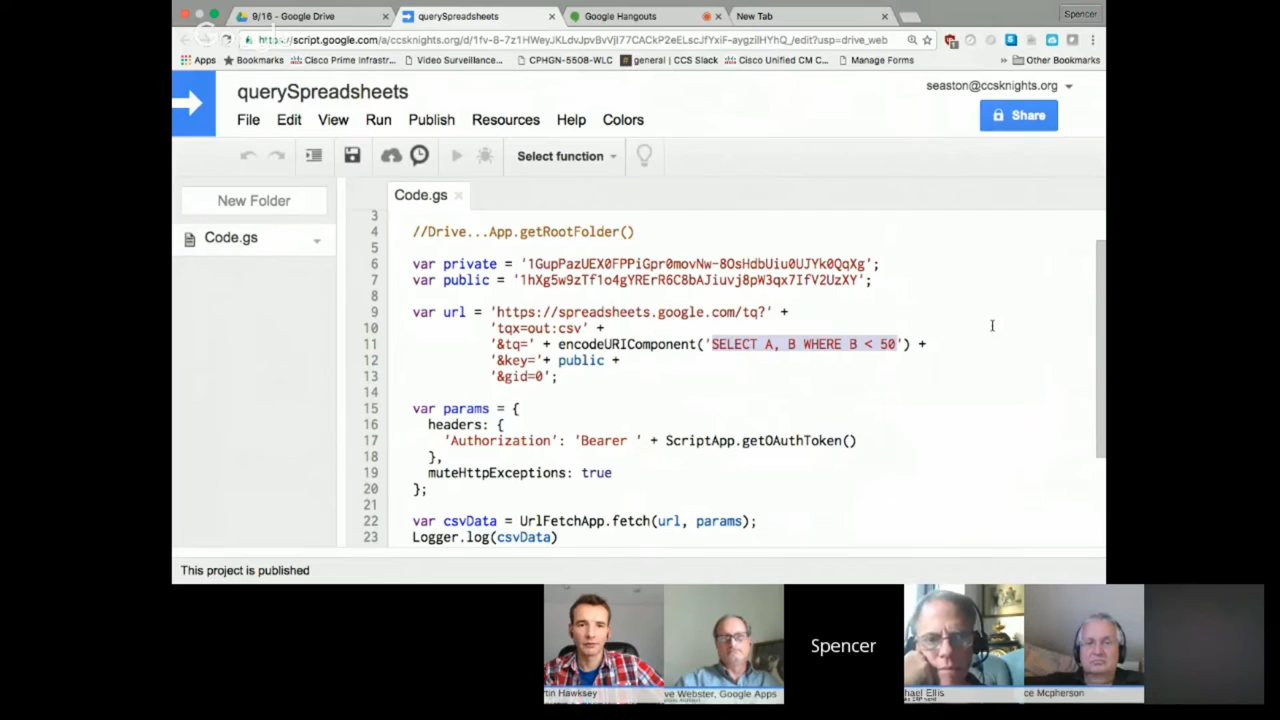 9/16 - Google Drive
querySpreadsheets
Google Hangouts
New Tab
Spencer
https://script.google.com/a/ccsknights.org/d/1fv-8-7z1HWeyJKLdvJpvBvVjI77CACkP2eELscJfYxiF-aygzilHYhQ_/edit?usp=drive_web
Apps
Bookmarks
Cisco Prime Infrastr...
Video Surveillance...
CPHGN-5508-WLC
general | CCS Slack
Cisco Unified CM C...
Manage Forms
» Other Bookmarks
querySpreadsheets
seaston@ccsknights.org
File Edit View Run Publish Resources Help Colors
Share
Select function
New Folder
Code.gs
Code.gs
3
4 //Drive...App.getRootFolder()
5
6 var private = '1GupPazUEX0FPPiGpr0movNw-8OsHdbUiu0UJYk0QqXg';
7 var public = '1hXg5w9zTf1o4gYRErR6C8bAJiuvj8pW3qx7IfV2UzXY';
8
9 var url = 'https://spreadsheets.google.com/tq?' +
10 'tqx=out:csv' +
11 '&tq=' + encodeURIComponent('SELECT A, B WHERE B < 50') +
12 '&key='+ public +
13 '&gid=0';
14
15 var params = {
16 headers: {
17 'Authorization': 'Bearer ' + ScriptApp.getOAuthToken()
18 },
19 muteHttpExceptions: true
20 };
21
22 var csvData = UrlFetchApp.fetch(url, params);
23 Logger.log(csvData)
This project is published
Spencer
tin Hawksey
ve Webster, Google Apps
hael Ellis
ce Mcpherson